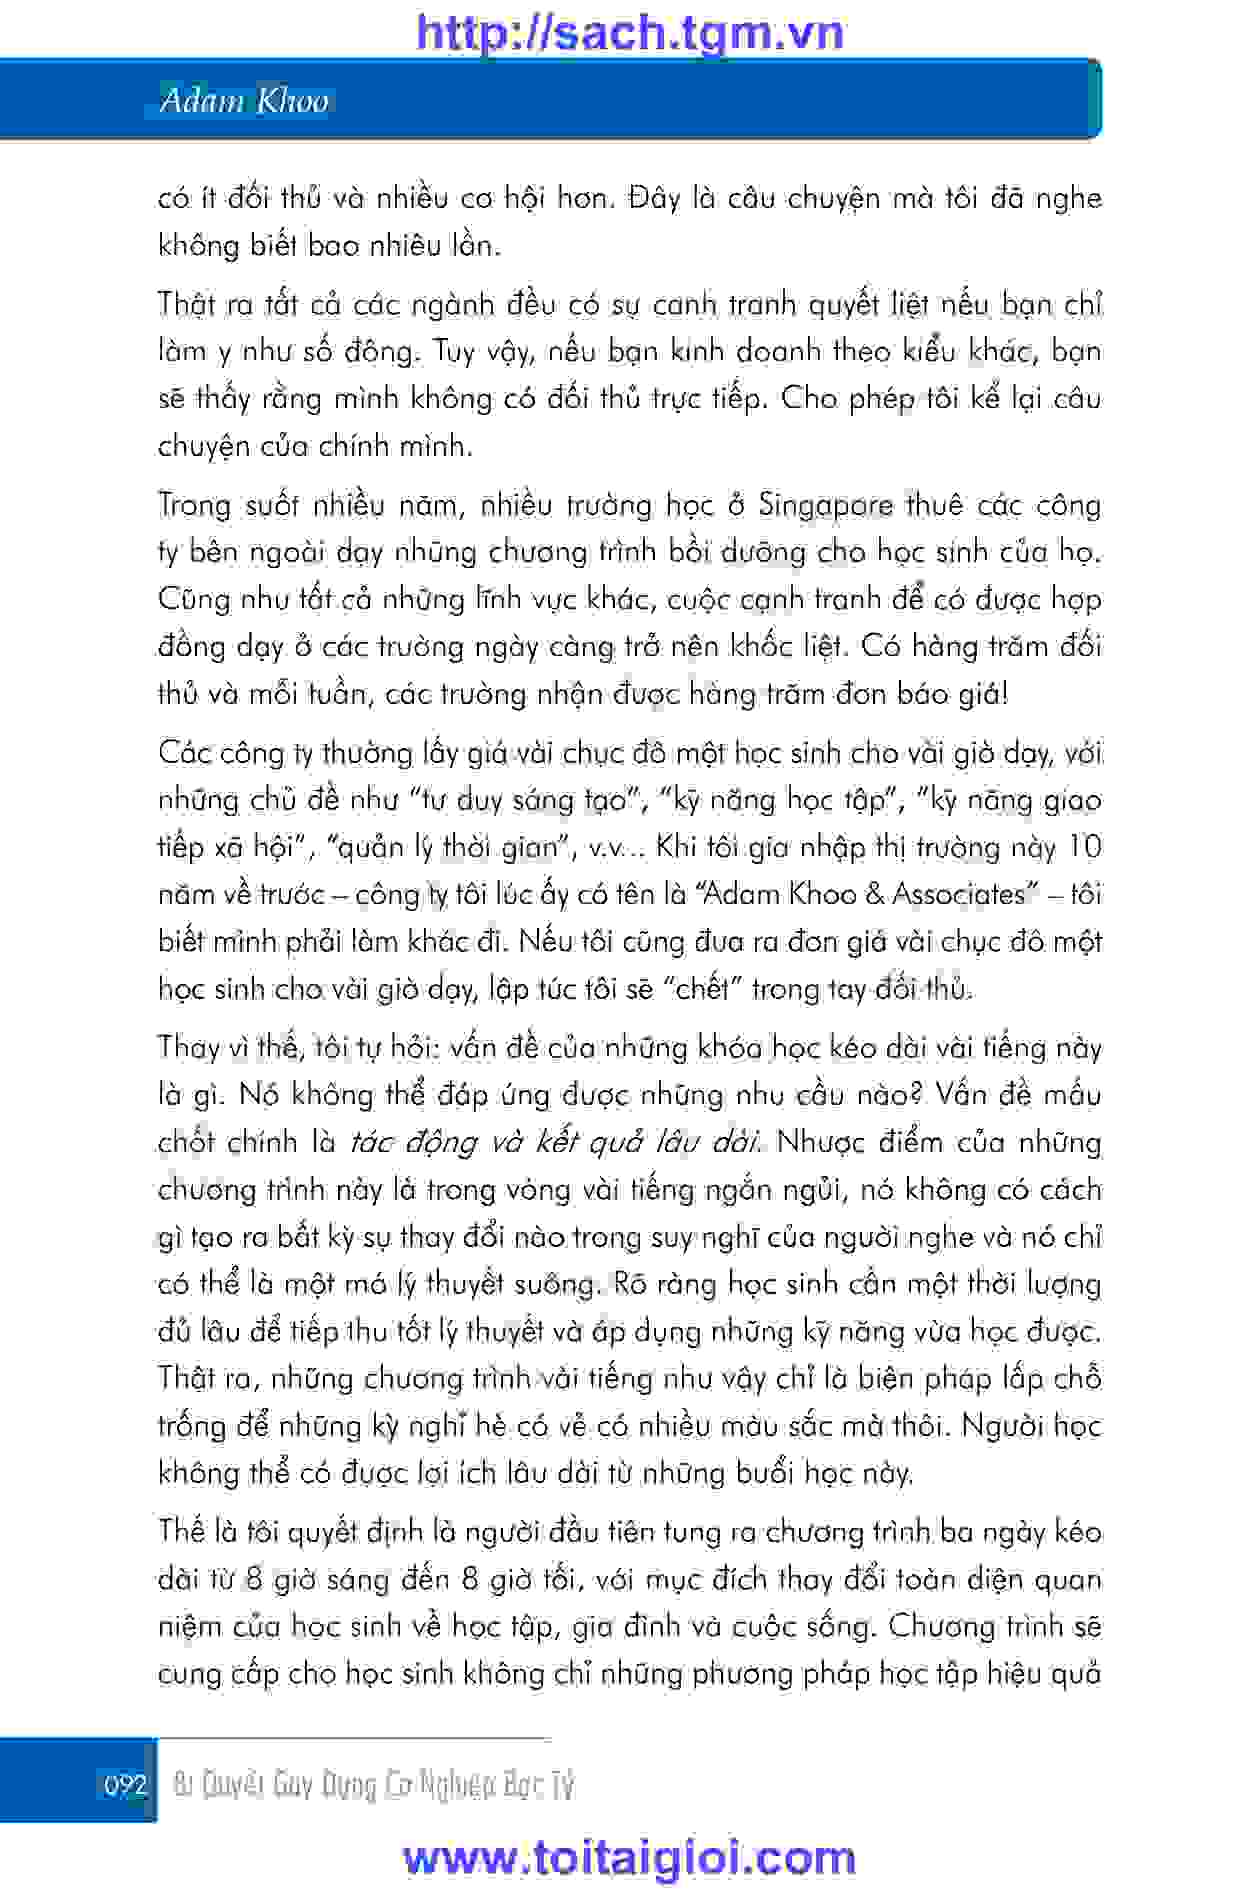 http://sach.tgm.vn
Adam Khoo
có ít đối thủ và nhiều cơ hội hơn. Đây là câu chuyện mà tôi đã nghe
không biết bao nhiêu lần.
Thật ra tất cả các ngành đều có sự cạnh tranh quyết liệt nếu bạn chỉ
làm y như số đông. Tuy vậy, nếu bạn kinh doanh theo kiểu khác, bạn
sẽ thấy rằng mình không có đối thủ trực tiếp. Cho phép tôi kể lại câu
chuyện của chính mình.
Trong suốt nhiều năm, nhiều trường học ở Singapore thuê các công
ty bên ngoài dạy những chương trình bồi dưỡng cho học sinh của họ.
Cũng như tất cả những lĩnh vực khác, cuộc cạnh tranh để có được hợp
đồng dạy ở các trường ngày càng trở nên khốc liệt. Có hàng trăm đối
thủ và mỗi tuần, các trường nhận được hàng trăm đơn báo giá!
Các công ty thường lấy giá vài chục đô một học sinh cho vài giờ dạy, với
những chủ đề như “tư duy sáng tạo”, “kỹ năng học tập”, “kỹ năng giao
tiếp xã hội”, “quản lý thời gian”, v.v... Khi tôi gia nhập thị trường này 10
năm về trước – công ty tôi lúc ấy có tên là “Adam Khoo & Associates” – tôi
biết mình phải làm khác đi. Nếu tôi cũng đưa ra đơn giá vài chục đô một
học sinh cho vài giờ dạy, lập tức tôi sẽ “chết” trong tay đối thủ.
Thay vì thế, tôi tự hỏi: vấn đề của những khóa học kéo dài vài tiếng này
là gì. Nó không thể đáp ứng được những nhu cầu nào? Vấn đề mấu
chốt chính là tác động và kết quả lâu dài. Nhược điểm của những
chương trình này là trong vòng vài tiếng ngắn ngủi, nó không có cách
gì tạo ra bất kỳ sự thay đổi nào trong suy nghĩ của người nghe và nó chỉ
có thể là một mớ lý thuyết suông. Rõ ràng học sinh cần một thời lượng
đủ lâu để tiếp thu tốt lý thuyết và áp dụng những kỹ năng vừa học được.
Thật ra, những chương trình vài tiếng như vậy chỉ là biện pháp lấp chỗ
trống để những kỳ nghỉ hè có vẻ có nhiều màu sắc mà thôi. Người học
không thể có được lợi ích lâu dài từ những buổi học này.
Thế là tôi quyết định là người đầu tiên tung ra chương trình ba ngày kéo
dài từ 8 giờ sáng đến 8 giờ tối, với mục đích thay đổi toàn diện quan
niệm của học sinh về học tập, gia đình và cuộc sống. Chương trình sẽ
cung cấp cho học sinh không chỉ những phương pháp học tập hiệu quả
092 Bí Quyết Gây Dựng Cơ Nghiệp Bạc Tỷ
www.toitaigioi.com